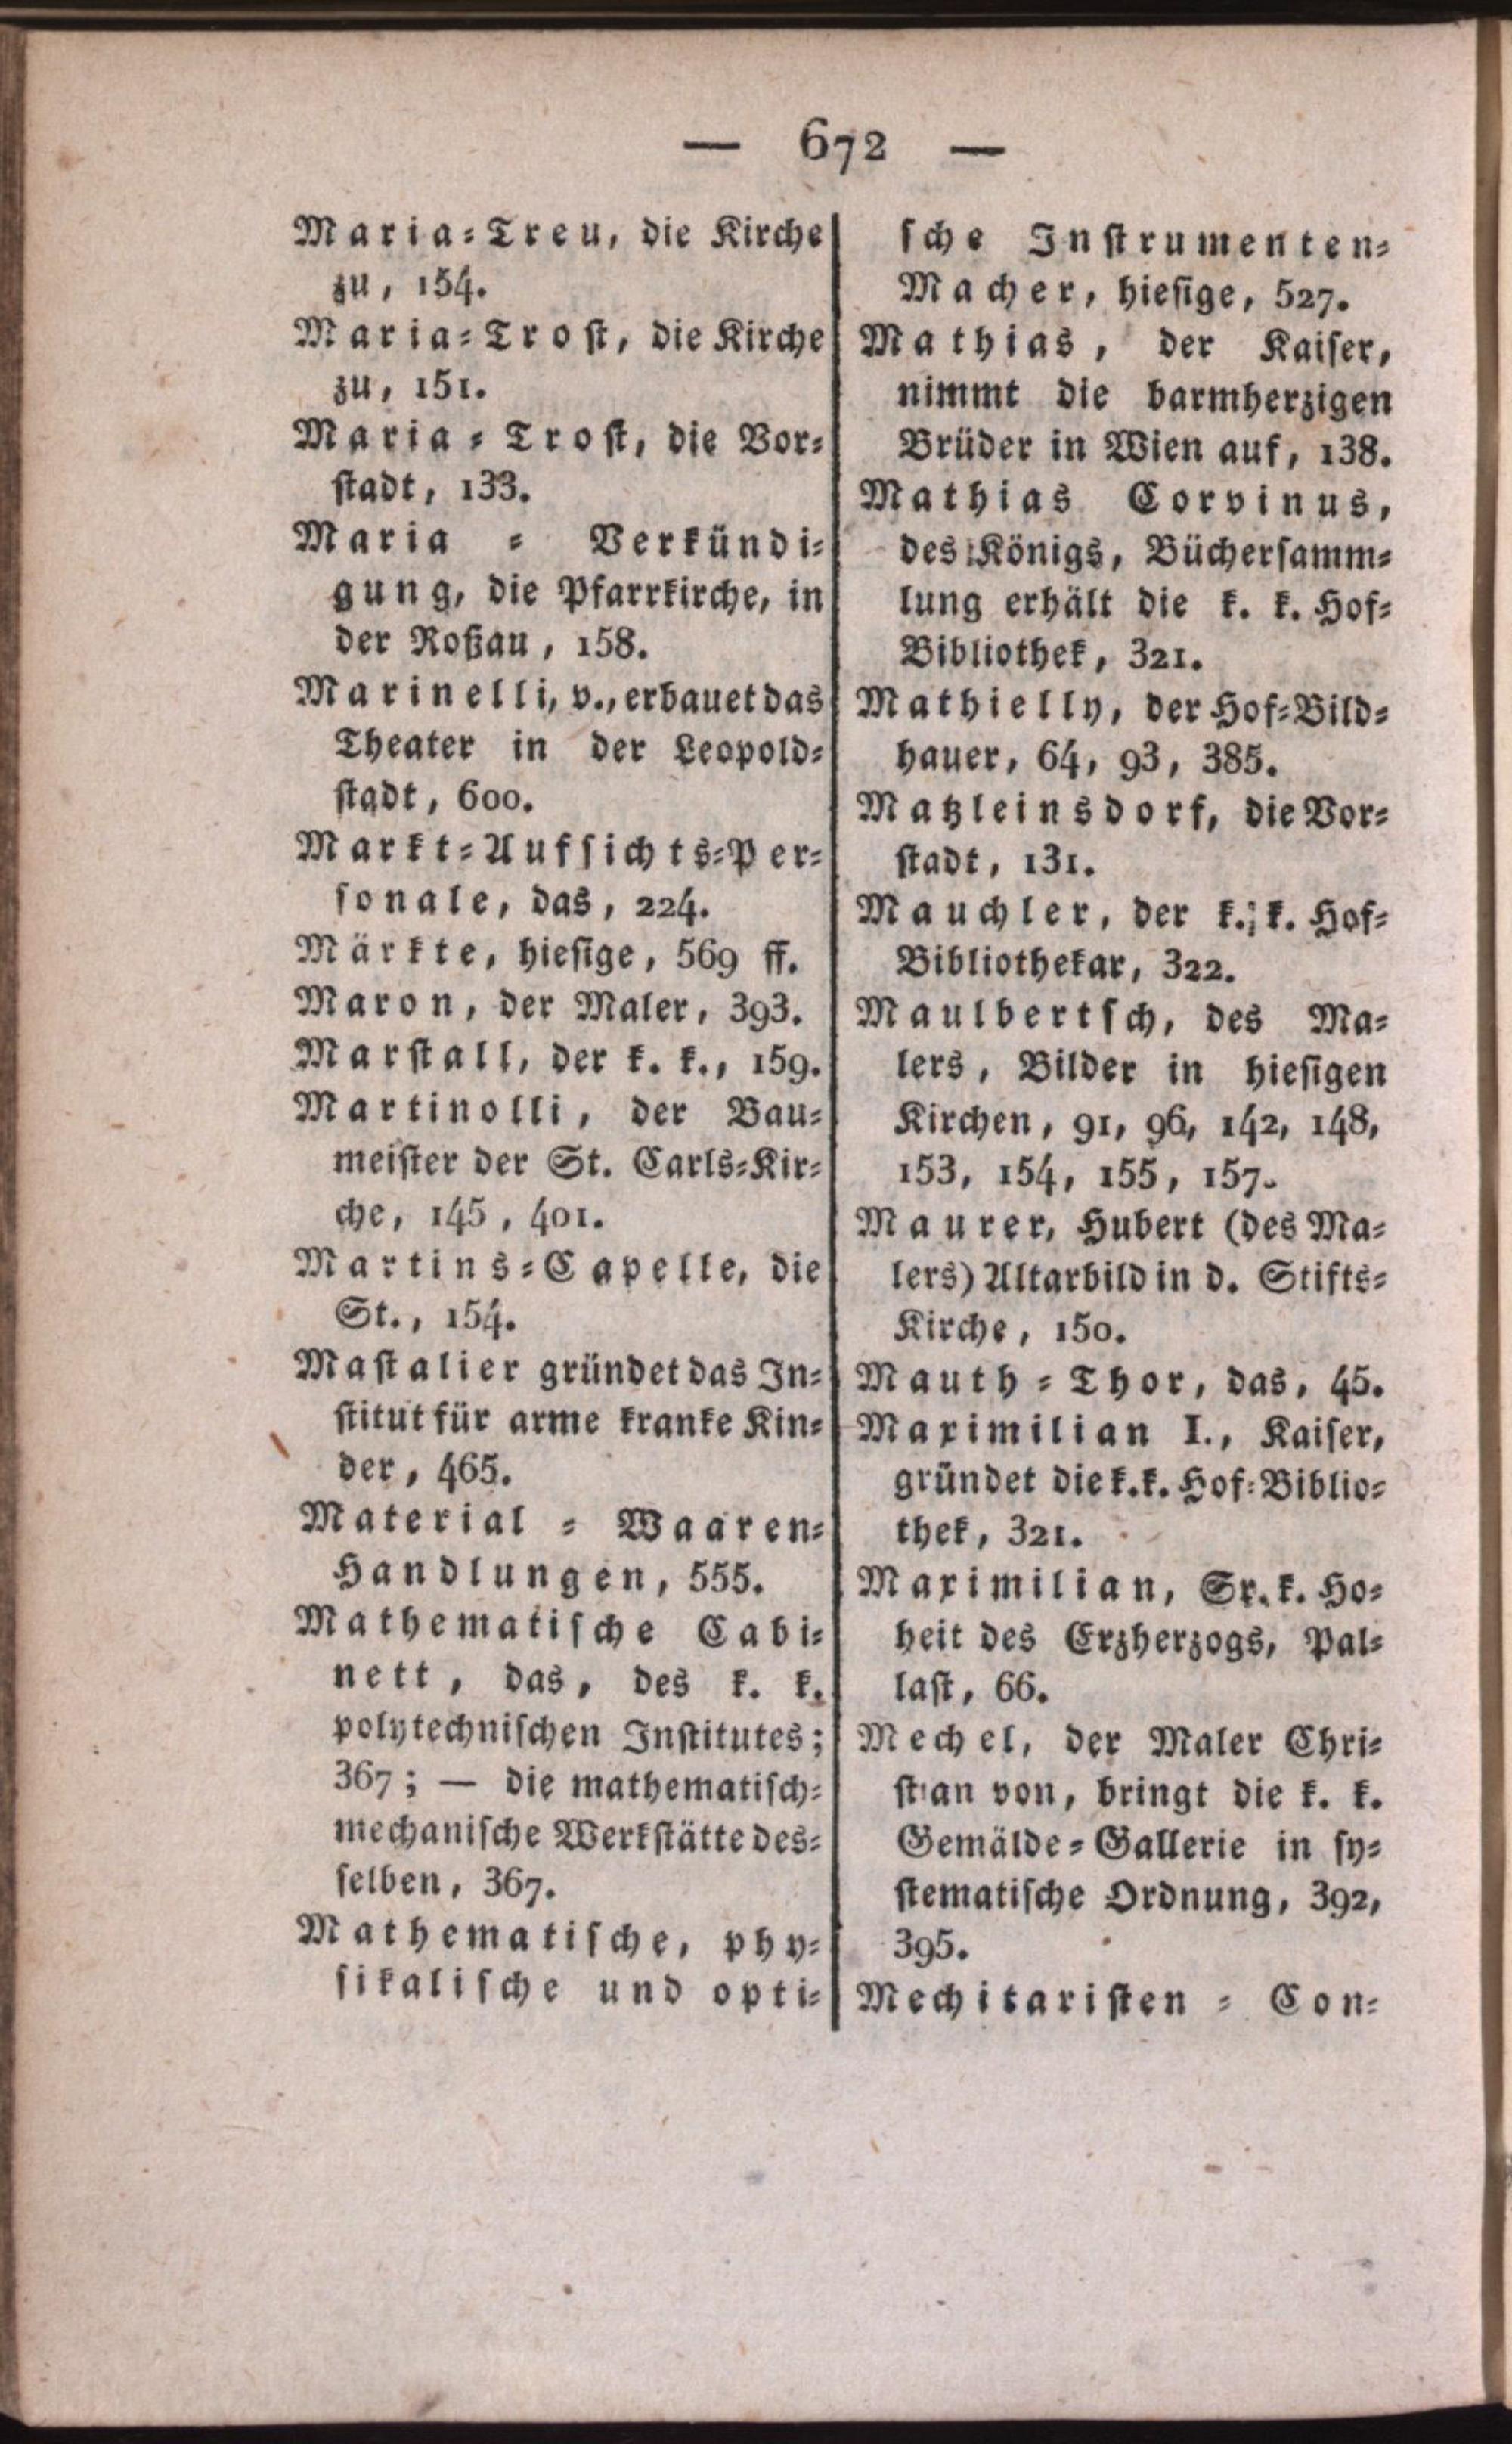 — 672 —
Maria-Treu, die Kirche
zu, 154.
Maria-Trost, die Kirche
zu, 151.
Maria-Trost, die Vor-
stadt, 133.
Maria-Verkündi-
gung, die Pfarrkirche, in
der Roßau, 158.
Marinelli, v., erbauet das
Theater in der Leopold-
stadt, 600.
Markt-Aufsichts-Per-
sonale, das, 224.
Märkte, hiesige, 569 ff.
Maron, der Maler, 393.
Marstall, der k. k., 159.
Martinolli, der Bau-
meister der St. Carls-Kir-
che, 145, 401.
Martins-Capelle, die
St., 154.
Mastalier gründet das In-
stitut für arme kranke Kin-
der, 465.
Material-Waaren-
Handlungen, 555.
Mathematische Cabi-
nett, das, des k. k.
polytechnischen Institutes;
367; — die mathematisch-
mechanische Werkstätte des-
selben, 367.
Mathematische, phy-
sikalische und opti-
sche Instrumenten-
Macher, hiesige, 527.
Mathias, der Kaiser,
nimmt die barmherzigen
Brüder in Wien auf, 138.
Mathias Corvinus,
des Königs, Büchersamm-
lung erhält die k. k. Hof-
Bibliothek, 321.
Mathielly, der Hof-Bild-
hauer, 64, 93, 385.
Matzleinsdorf, die Vor-
stadt, 131.
Mauchler, der k. k. Hof-
Bibliothekar, 322.
Maulbertsch, des Ma-
lers, Bilder in hiesigen
Kirchen, 91, 96, 142, 148,
153, 154, 155, 157.
Maurer, Hubert (des Ma-
lers) Altarbild in d. Stifts-
Kirche, 150.
Mauth-Thor, das, 45.
Maximilian I., Kaiser,
gründet die k. k. Hof-Biblio-
thek, 321.
Maximilian, Sr. k. Ho-
heit des Erzherzogs, Pal-
last, 66.
Mechel, der Maler Chri-
stian von, bringt die k. k.
Gemälde-Gallerie in sy-
stematische Ordnung, 392,
395.
Mechitaristen-Con-